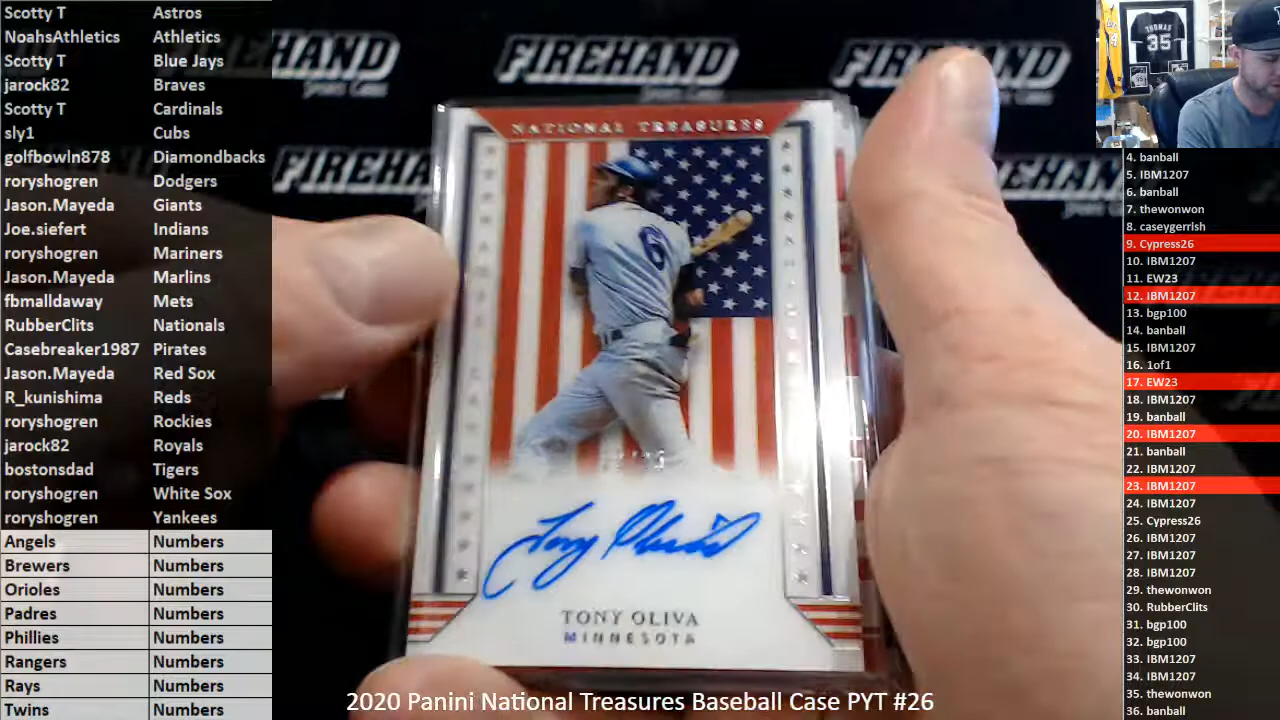 Scotty T Astros
NoahsAthletics Athletics
Scotty T Blue Jays
jarock82 Braves
Scotty T Cardinals
sly1 Cubs
golfbowln878 Diamondbacks
roryshogren Dodgers
Jason.Mayeda Giants
Joe.siefert Indians
roryshogren Mariners
Jason.Mayeda Marlins
fbmalldaway Mets
RubberClits Nationals
Casebreaker1987 Pirates
Jason.Mayeda Red Sox
R_kunishima Reds
roryshogren Rockies
jarock82 Royals
bostonsdad Tigers
roryshogren White Sox
roryshogren Yankees
Angels Numbers
Brewers Numbers
Orioles Numbers
Padres Numbers
Phillies Numbers
Rangers Numbers
Rays Numbers
Twins Numbers
FIREHAND
FIREHAND
FIREHAND
FIREHAND
NATIONAL TREASURES
6
Tony Oliva
TONY OLIVA
MINNESOTA
2020 Panini National Treasures Baseball Case PYT #26
THOMAS
35
4. banball
5. IBM1207
6. banball
7. thewonwon
8. caseygerrish
9. Cypress26
10. IBM1207
11. EW23
12. IBM1207
13. bgp100
14. banball
15. IBM1207
16. 1of1
17. EW23
18. IBM1207
19. banball
20. IBM1207
21. banball
22. IBM1207
23. IBM1207
24. IBM1207
25. Cypress26
26. IBM1207
27. IBM1207
28. IBM1207
29. thewonwon
30. RubberClits
31. bgp100
32. bgp100
33. IBM1207
34. IBM1207
35. thewonwon
36. banball